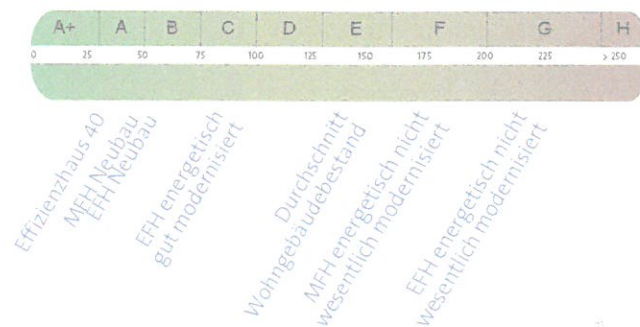 A+ A B C D E F G H
0 25 50 75 100 125 150 175 200 225 > 250
Effizienzhaus 40
MFH Neubau
EFH Neubau
EFH energetisch
gut modernisiert
Durchschnitt
Wohngebäudebestand
MFH energetisch nicht
wesentlich modernisiert
EFH energetisch nicht
wesentlich modernisiert